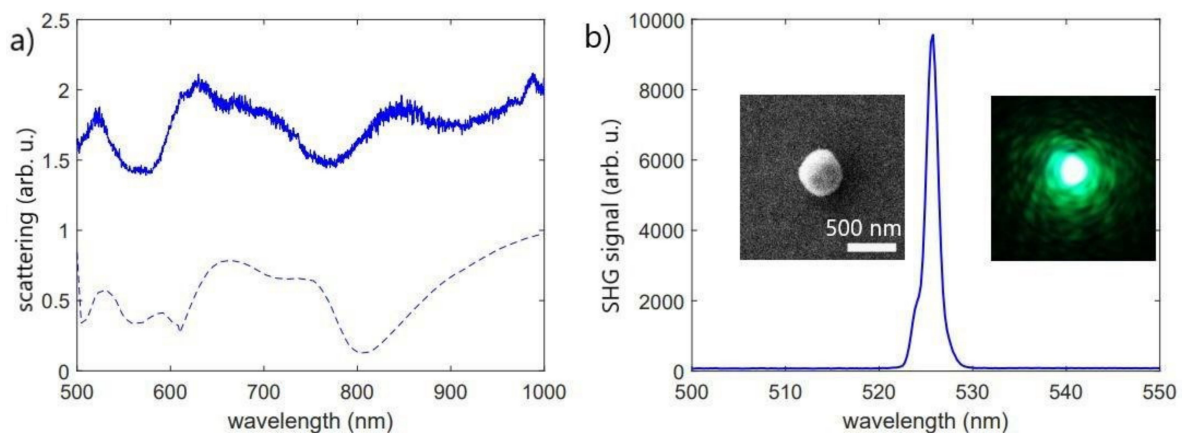 a)
scattering (arb. u.)
2.5
2
1.5
1
0.5
0
500 600 700 800 900 1000
wavelength (nm)
b)
SHG signal (arb. u.)
10000
8000
6000
4000
2000
0
500 nm
500 510 520 530 540 550
wavelength (nm)